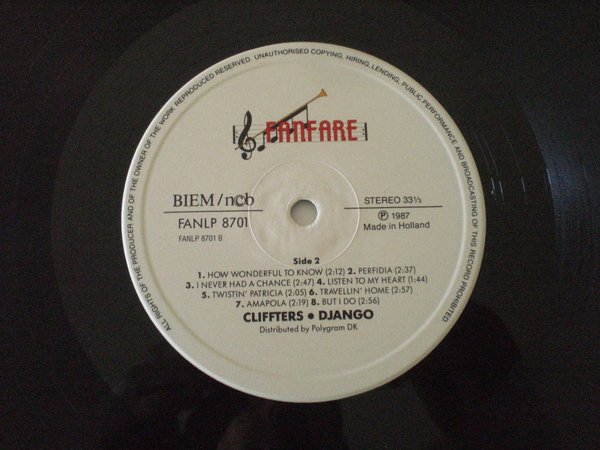 ALL RIGHTS OF THE PRODUCER AND OF THE OWNER OF THE WORK REPRODUCED RESERVED. UNAUTHORISED COPYING, HIRING, LENDING, PUBLIC PERFORMANCE AND BROADCASTING OF THIS RECORD PROHIBITED.
FANFARE
BIEM/n©b
STEREO 33⅓
FANLP 8701
℗ 1987
Made in Holland
FANLP 8701 B
Side 2
1. HOW WONDERFUL TO KNOW (2:12) 2. PERFIDIA (2:37)
3. I NEVER HAD A CHANCE (2:47) 4. LISTEN TO MY HEART (1:44)
5. TWISTIN' PATRICIA (2:05) 6. TRAVELLIN' HOME (2:57)
7. AMAPOLA (2:19) 8. BUT I DO (2:56)
CLIFFTERS • DJANGO
Distributed by Polygram DK